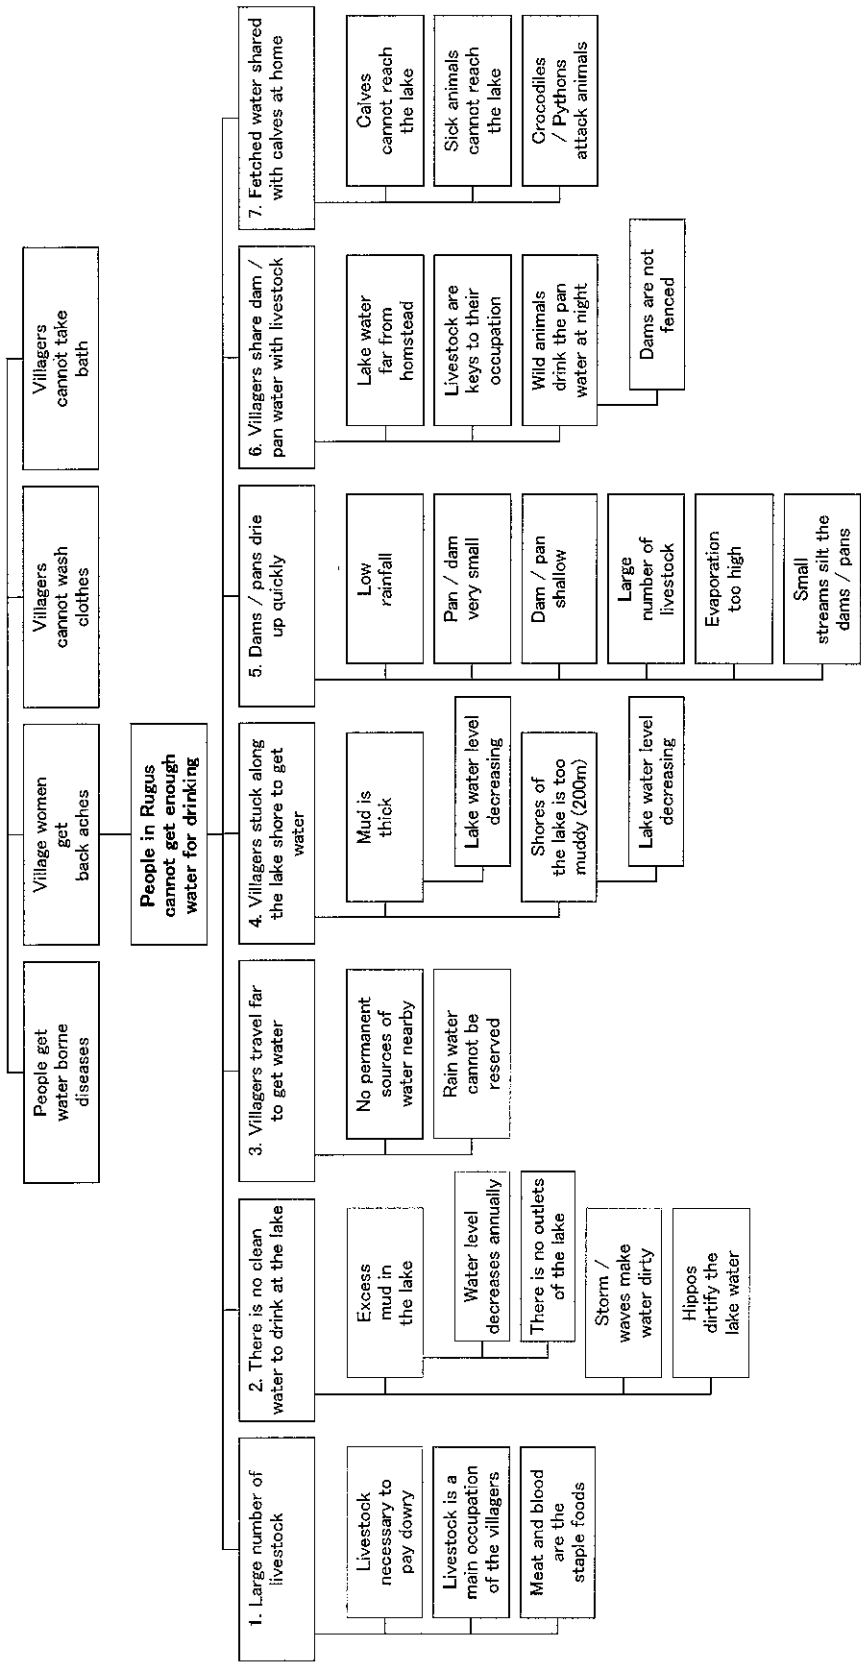 People get
water borne
diseases
Village women
get
back aches
Villagers
cannot wash
clothes
Villagers
cannot take
bath
People in Rugus
cannot get enough
water for drinking
1. Large number of
livestock
Livestock
necessary to
pay dowry
Livestock is a
main occupation
of the villagers
Meat and blood
are the
staple foods
2. There is no clean
water to drink at the lake
Excess
mud in
the lake
Water level
decreases annually
There is no outlets
of the lake
Storm /
waves make
water dirty
Hippos
dirtify the
lake water
3. Villagers travel far
to get water
No permanent
sources of
water nearby
Rain water
cannot be
reserved
4. Villagers stuck along
the lake shore to get
water
Mud is
thick
Lake water level
decreasing
Shores of
the lake is too
muddy (200m)
Lake water level
decreasing
5. Dams / pans drie
up quickly
Low
rainfall
Pan / dam
very small
Dam / pan
shallow
Large
number of
livestock
Evaporation
too high
Small
streams silt the
dams / pans
6. Villagers share dam /
pan water with livestock
Lake water
far from
homstead
Livestock are
keys to their
occupation
Wild animals
drink the pan
water at night
Dams are not
fenced
7. Fetched water shared
with calves at home
Calves
cannot reach
the lake
Sick animals
cannot reach
the lake
Crocodiles
/ Pythons
attack animals